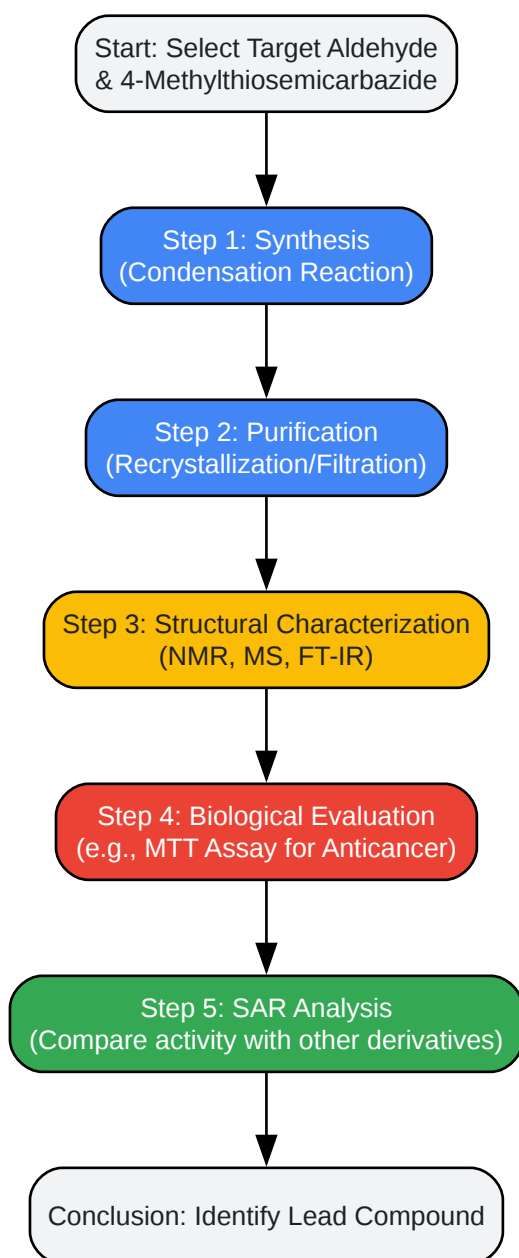 Start: Select Target Aldehyde
& 4-Methylthiosemicarbazide
Step 1: Synthesis
(Condensation Reaction)
Step 2: Purification
(Recrystallization/Filtration)
Step 3: Structural Characterization
(NMR, MS, FT-IR)
Step 4: Biological Evaluation
(e.g., MTT Assay for Anticancer)
Step 5: SAR Analysis
(Compare activity with other derivatives)
Conclusion: Identify Lead Compound